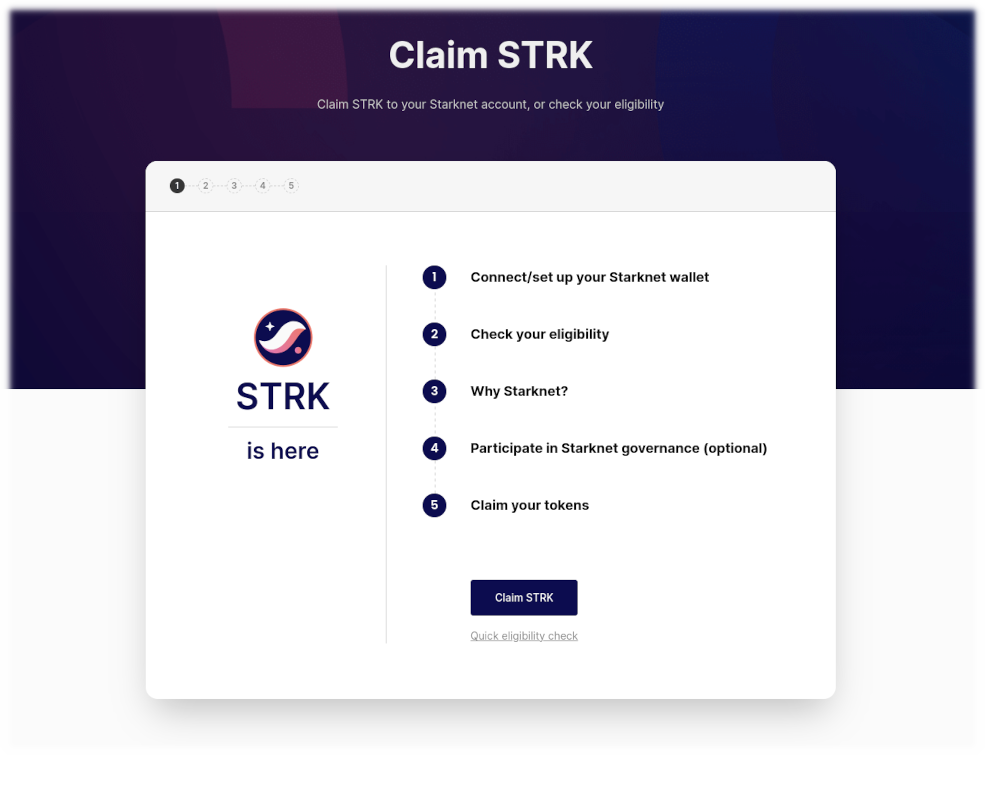 Claim STRK
Claim STRK to your Starknet account, or check your eligibility
1 2 3 4 5
STRK
is here
1 Connect/set up your Starknet wallet
2 Check your eligibility
3 Why Starknet?
4 Participate in Starknet governance (optional)
5 Claim your tokens
Claim STRK
Quick eligibility check